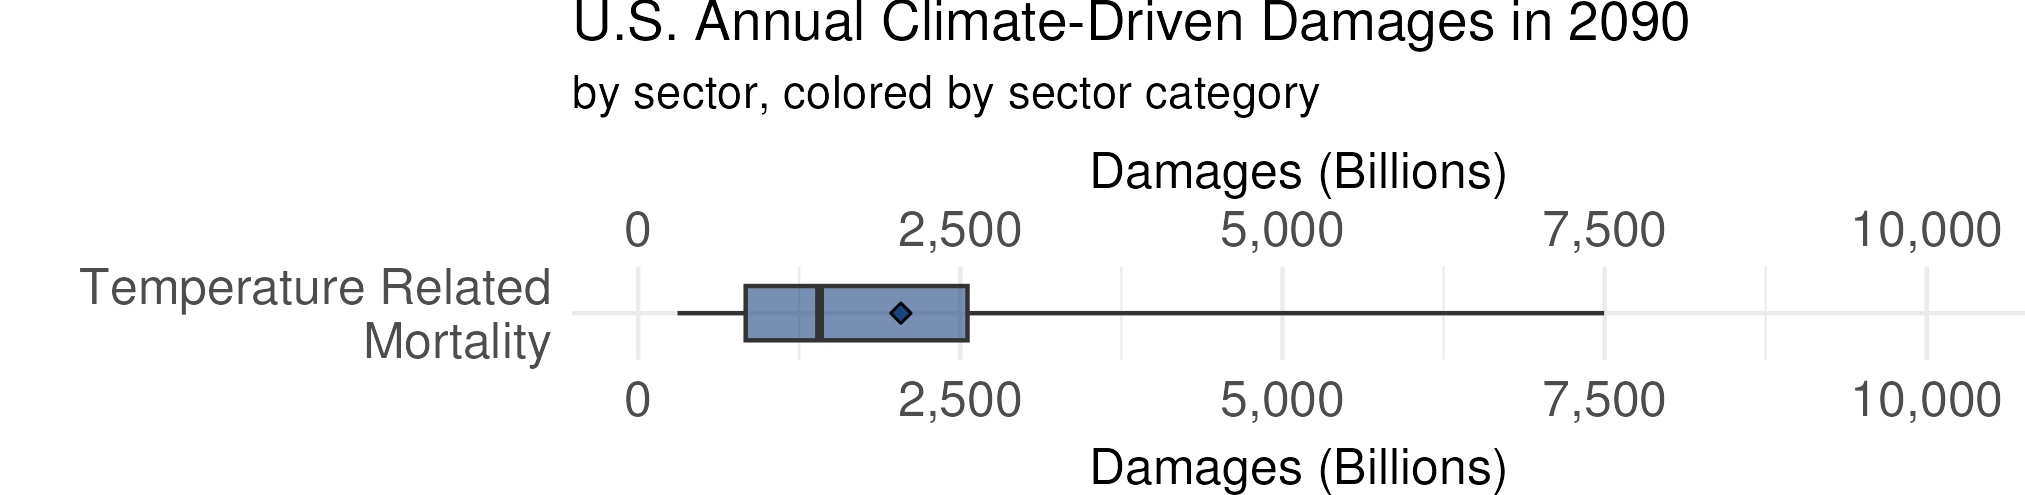 U.S. Annual Climate-Driven Damages in 2090
by sector, colored by sector category
Damages (Billions)
0 2,500 5,000 7,500 10,000
Temperature Related
Mortality
0 2,500 5,000 7,500 10,000
Damages (Billions)